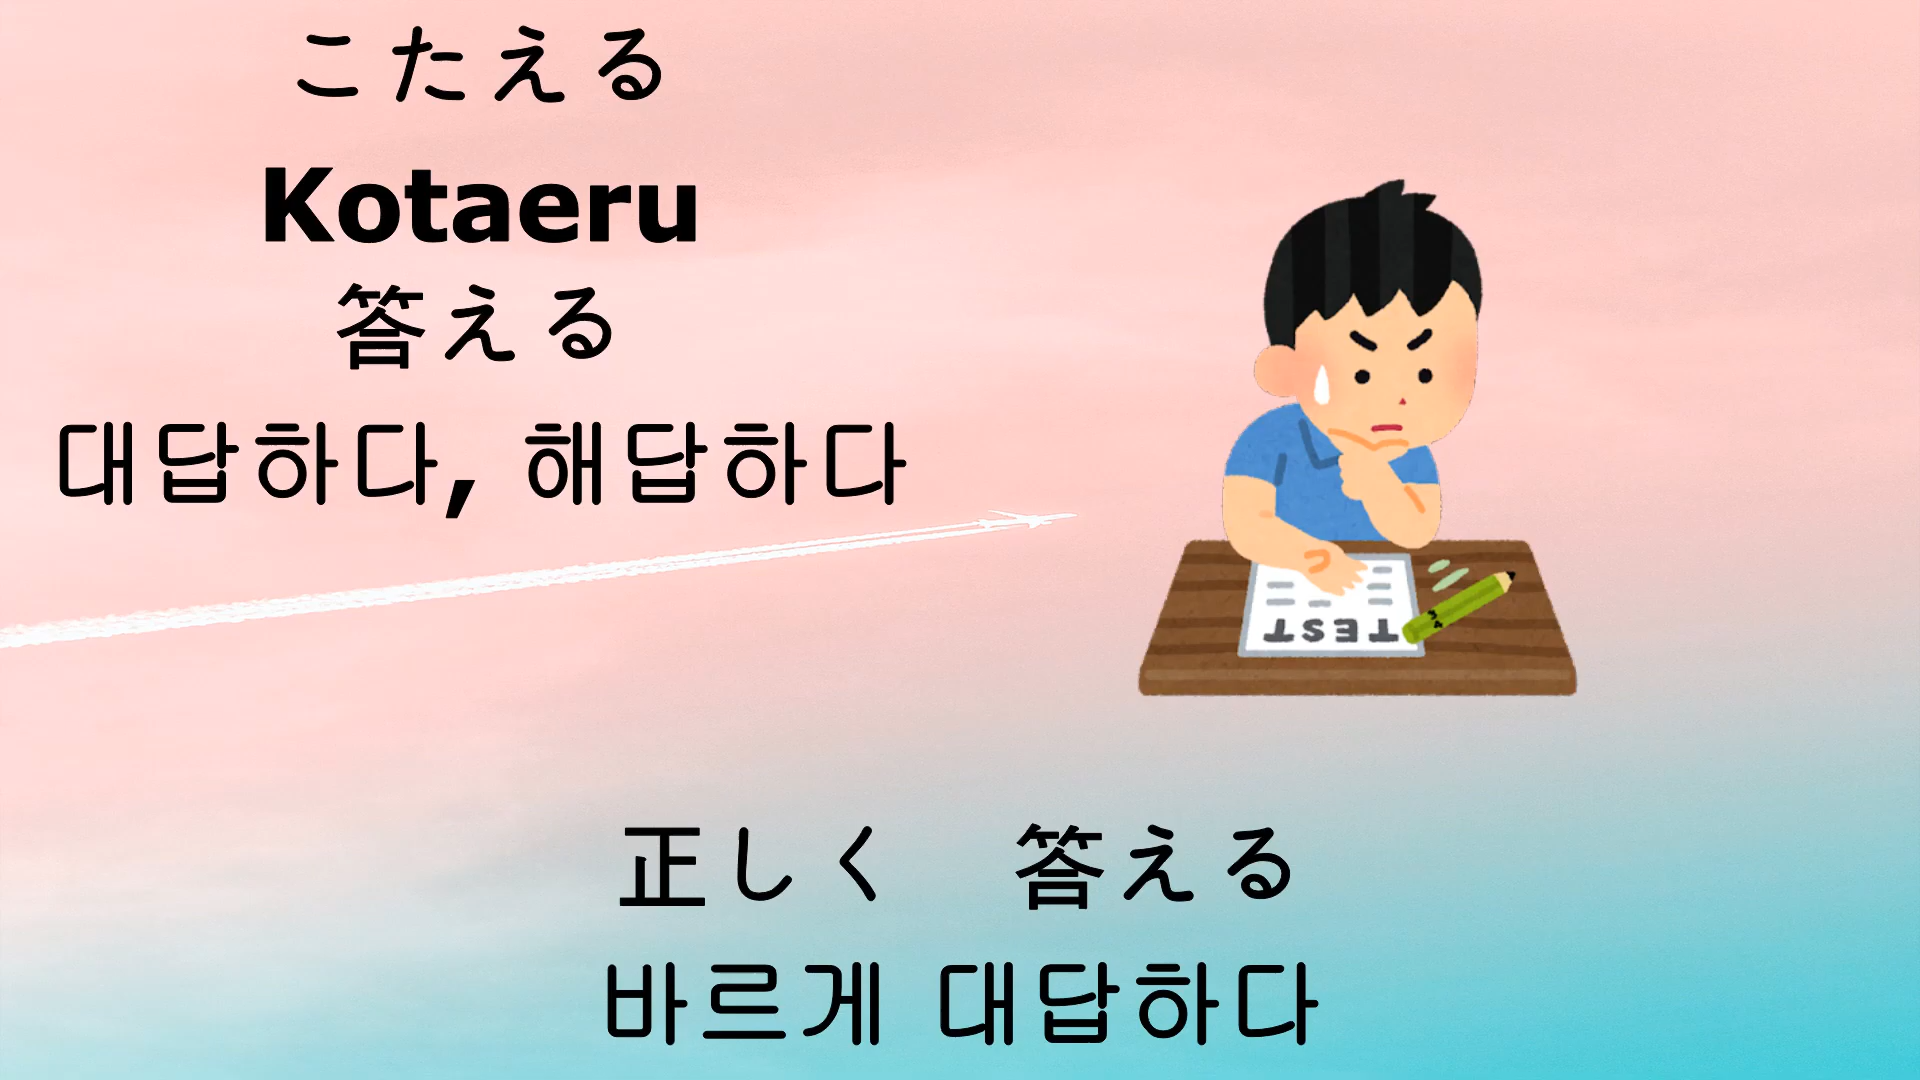 こたえる
Kotaeru
答える
대답하다, 해답하다
TEST
正しく　答える
바르게 대답하다